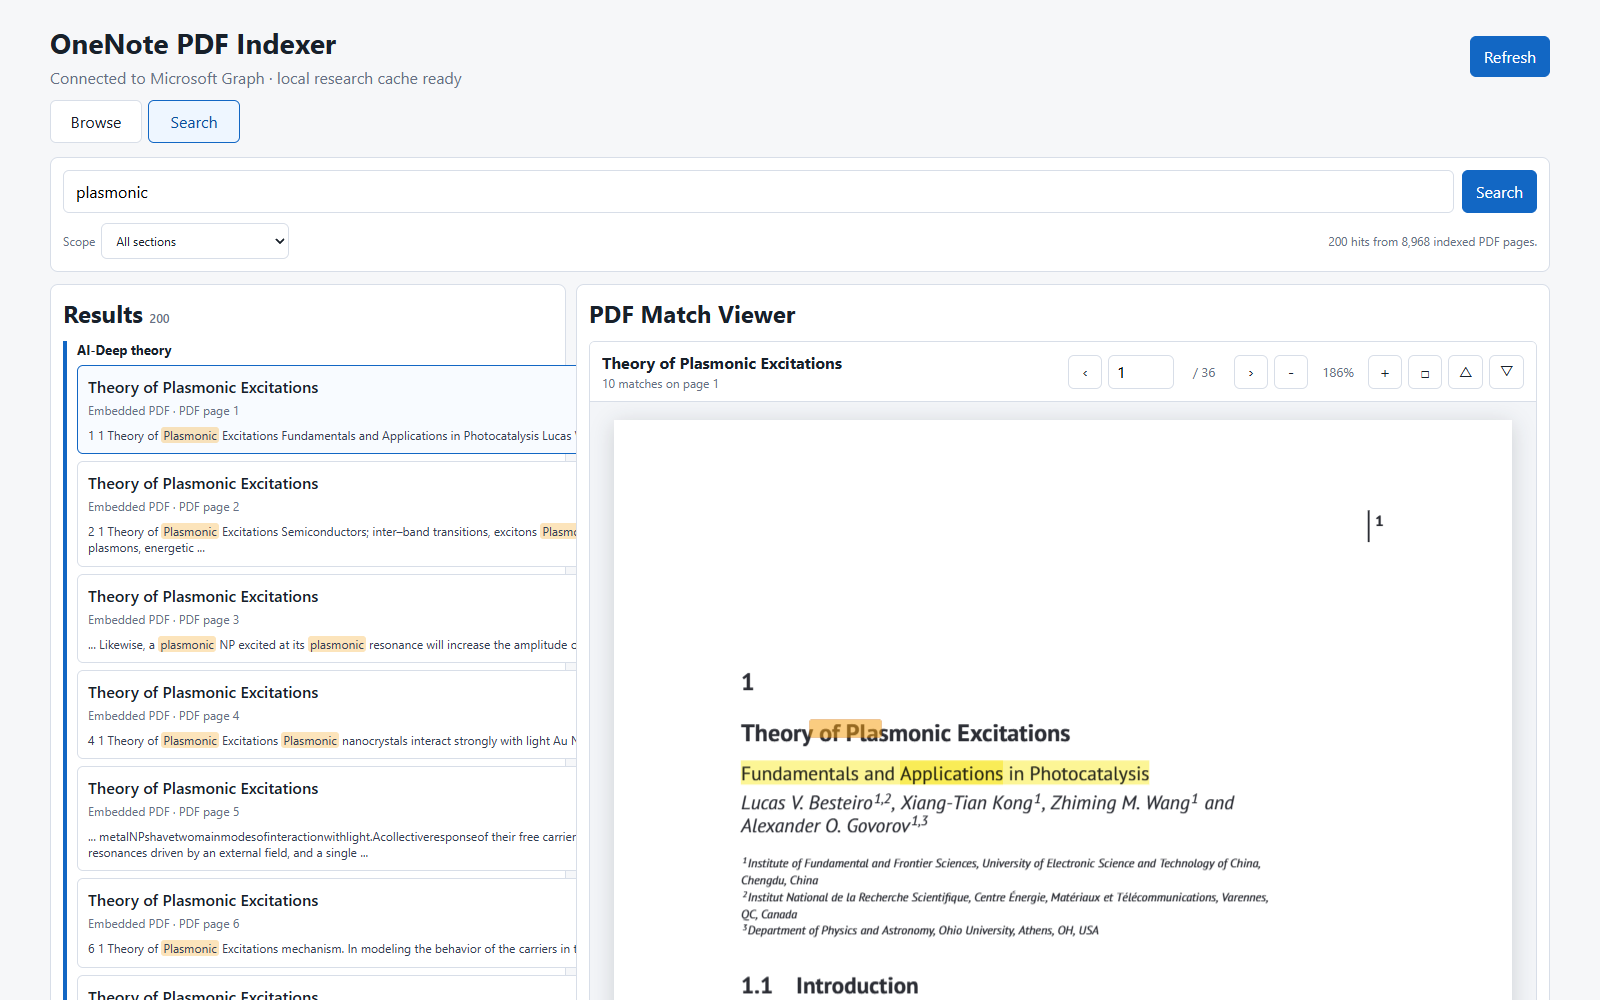 OneNote PDF Indexer
Connected to Microsoft Graph · local research cache ready
Refresh
Browse
Search
plasmonic
Search
Scope
All sections
200 hits from 8,968 indexed PDF pages.
Results 200
AI-Deep theory
Theory of Plasmonic Excitations
Embedded PDF · PDF page 1
1 1 Theory of Plasmonic Excitations Fundamentals and Applications in Photocatalysis Lucas
Theory of Plasmonic Excitations
Embedded PDF · PDF page 2
2 1 Theory of Plasmonic Excitations Semiconductors; inter–band transitions, excitons Plasmo
plasmons, energetic ...
Theory of Plasmonic Excitations
Embedded PDF · PDF page 3
... Likewise, a plasmonic NP excited at its plasmonic resonance will increase the amplitude
Theory of Plasmonic Excitations
Embedded PDF · PDF page 4
4 1 Theory of Plasmonic Excitations Plasmonic nanocrystals interact strongly with light Au
Theory of Plasmonic Excitations
Embedded PDF · PDF page 5
... metalNPshavetwomainmodesofinteractionwithlight.Acollectiveresponseof their free carrier
resonances driven by an external field, and a single ...
Theory of Plasmonic Excitations
Embedded PDF · PDF page 6
6 1 Theory of Plasmonic Excitations mechanism. In modeling the behavior of the carriers in
Theory of Plasmonic Excitations
PDF Match Viewer
Theory of Plasmonic Excitations
10 matches on page 1
‹ 1 / 36 › - 186% + □ △ ▽
1
1
Theory of Plasmonic Excitations
Fundamentals and Applications in Photocatalysis
Lucas V. Besteiro1,2, Xiang-Tian Kong1, Zhiming M. Wang1 and
Alexander O. Govorov1,3
1Institute of Fundamental and Frontier Sciences, University of Electronic Science and Technology of China,
Chengdu, China
2Institut National de la Recherche Scientifique, Centre Énergie, Matériaux et Télécommunications, Varennes,
QC, Canada
3Department of Physics and Astronomy, Ohio University, Athens, OH, USA
1.1 Introduction